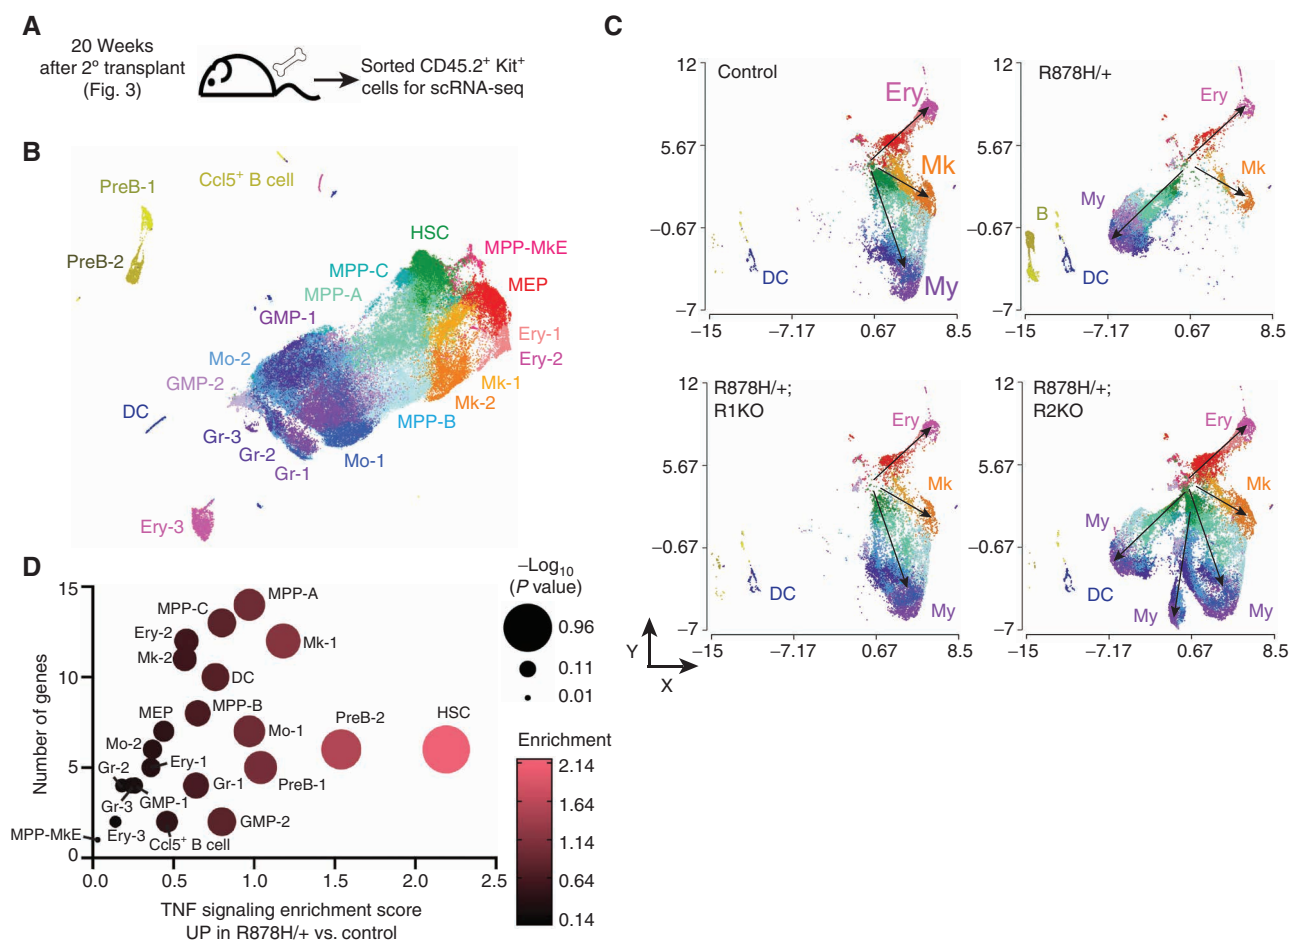 A
20 Weeks
after 2° transplant
(Fig. 3)
Sorted CD45.2⁺ Kit⁺
cells for scRNA-seq
B
PreB-1
Ccl5⁺ B cell
PreB-2
HSC
MPP-MkE
MPP-C
MEP
MPP-A
GMP-1
Ery-1
Mo-2
Ery-2
GMP-2
Mk-1
Mk-2
DC
MPP-B
Gr-3
Gr-2
Mo-1
Gr-1
Ery-3
C
12
5.67
−0.67
−7
−15
−7.17
0.67
8.5
Control
Ery
Mk
DC
My
12
5.67
−0.67
−7
−15
−7.17
0.67
8.5
R878H/+
Ery
Mk
My
B
DC
12
5.67
−0.67
−7
−15
−7.17
0.67
8.5
R878H/+;
R1KO
Ery
Mk
DC
My
12
5.67
−0.67
−7
−15
−7.17
0.67
8.5
R878H/+;
R2KO
Ery
Mk
My
DC
My
My
Y
X
D
15
10
5
0
Number of genes
MPP-A
MPP-C
Ery-2
Mk-1
Mk-2
DC
MPP-B
MEP
PreB-2
HSC
Mo-1
Mo-2
Ery-1
Gr-2
Gr-1
PreB-1
Gr-3
GMP-1
GMP-2
MPP-MkE
Ery-3
Ccl5⁺ B cell
0.0
0.5
1.0
1.5
2.0
2.5
TNF signaling enrichment score
UP in R878H/+ vs. control
−Log₁₀
(P value)
0.96
0.11
0.01
Enrichment
2.14
1.64
1.14
0.64
0.14